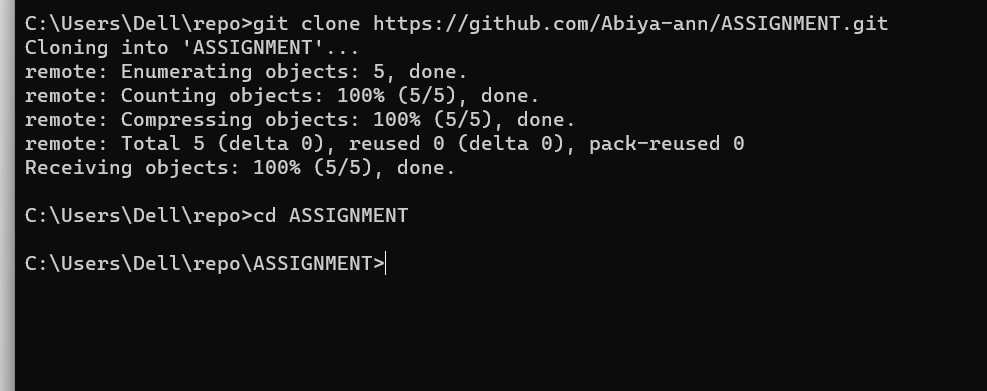 C:\Users\Dell\repo>git clone https://github.com/Abiya-ann/ASSIGNMENT.git
Cloning into 'ASSIGNMENT'...
remote: Enumerating objects: 5, done.
remote: Counting objects: 100% (5/5), done.
remote: Compressing objects: 100% (5/5), done.
remote: Total 5 (delta 0), reused 0 (delta 0), pack-reused 0
Receiving objects: 100% (5/5), done.
C:\Users\Dell\repo>cd ASSIGNMENT
C:\Users\Dell\repo\ASSIGNMENT>